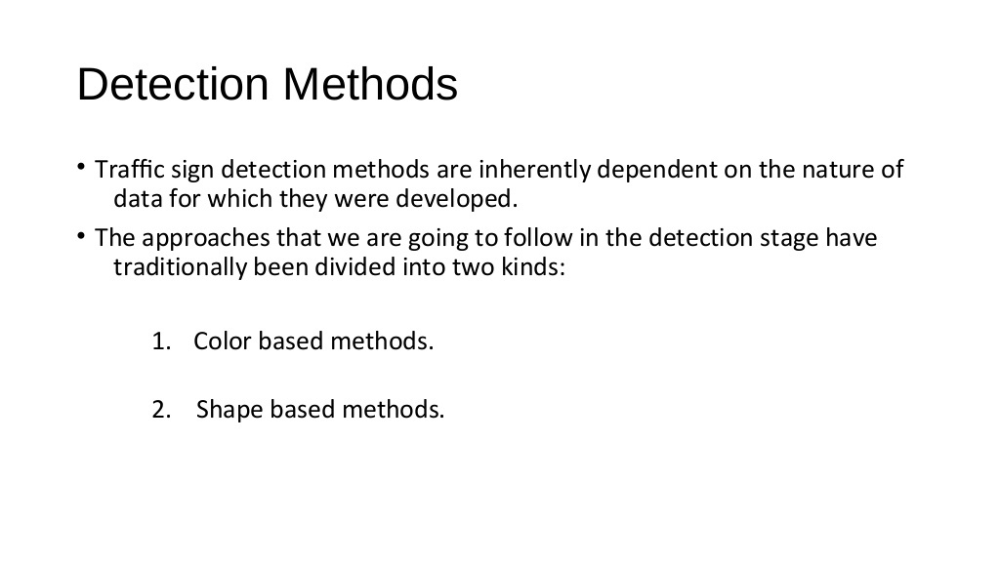 Detection Methods
• Traffic sign detection methods are inherently dependent on the nature of
data for which they were developed.
• The approaches that we are going to follow in the detection stage have
traditionally been divided into two kinds:
1. Color based methods.
2. Shape based methods.